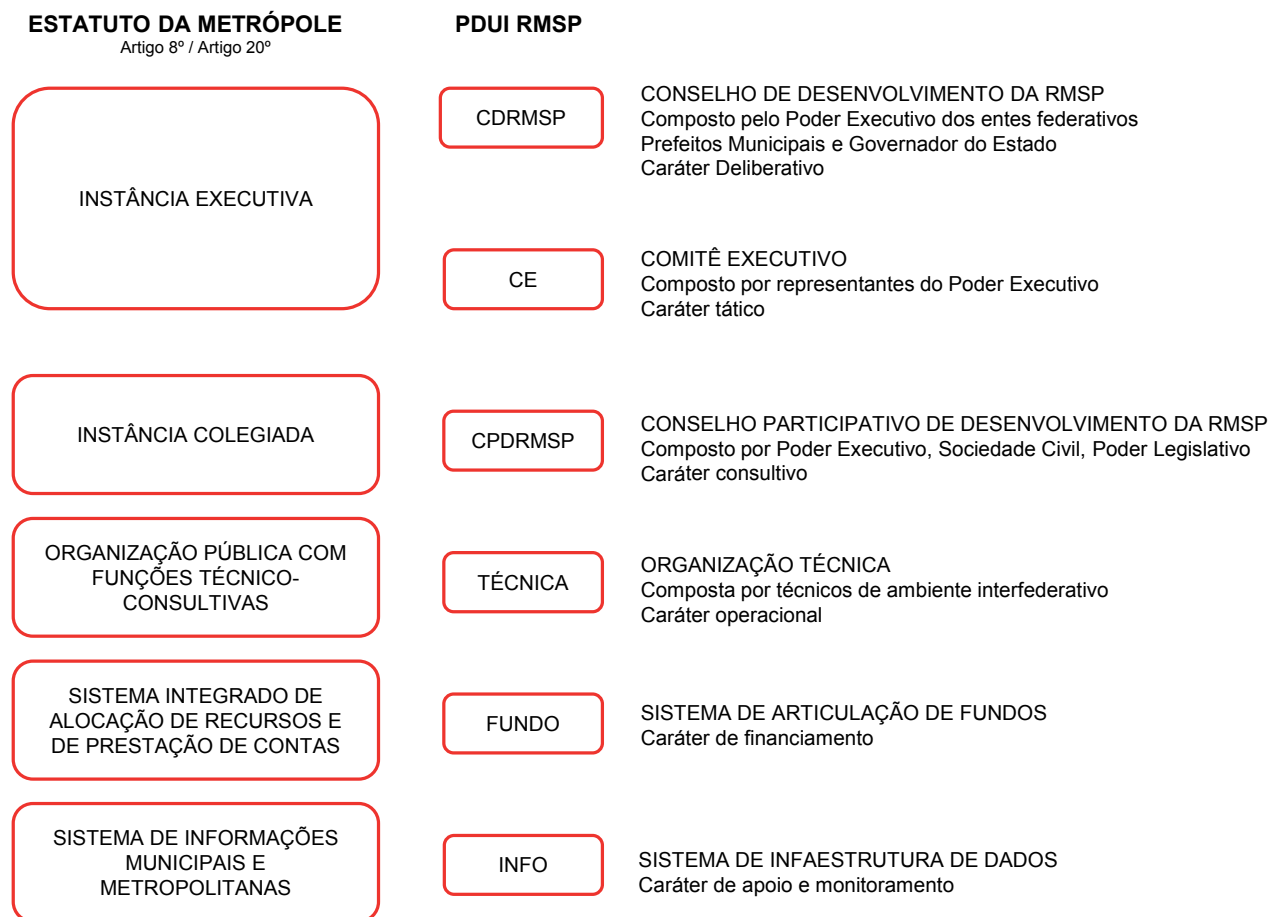 ESTATUTO DA METRÓPOLE
Artigo 8º / Artigo 20º
PDUI RMSP
INSTÂNCIA EXECUTIVA
CDRMSP
CONSELHO DE DESENVOLVIMENTO DA RMSP
Composto pelo Poder Executivo dos entes federativos
Prefeitos Municipais e Governador do Estado
Caráter Deliberativo
CE
COMITÊ EXECUTIVO
Composto por representantes do Poder Executivo
Caráter tático
INSTÂNCIA COLEGIADA
CPDRMSP
CONSELHO PARTICIPATIVO DE DESENVOLVIMENTO DA RMSP
Composto por Poder Executivo, Sociedade Civil, Poder Legislativo
Caráter consultivo
ORGANIZAÇÃO PÚBLICA COM
FUNÇÕES TÉCNICO-
CONSULTIVAS
TÉCNICA
ORGANIZAÇÃO TÉCNICA
Composta por técnicos de ambiente interfederativo
Caráter operacional
SISTEMA INTEGRADO DE
ALOCAÇÃO DE RECURSOS E
DE PRESTAÇÃO DE CONTAS
FUNDO
SISTEMA DE ARTICULAÇÃO DE FUNDOS
Caráter de financiamento
SISTEMA DE INFORMAÇÕES
MUNICIPAIS E
METROPOLITANAS
INFO
SISTEMA DE INFAESTRUTURA DE DADOS
Caráter de apoio e monitoramento